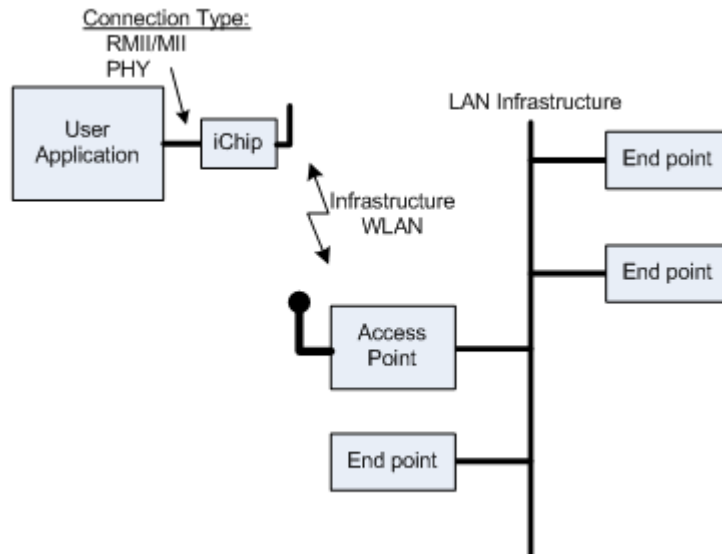 Connection Type:
RMII/MII
PHY
User
Application
iChip
LAN Infrastructure
End point
Infrastructure
WLAN
End point
Access
Point
End point